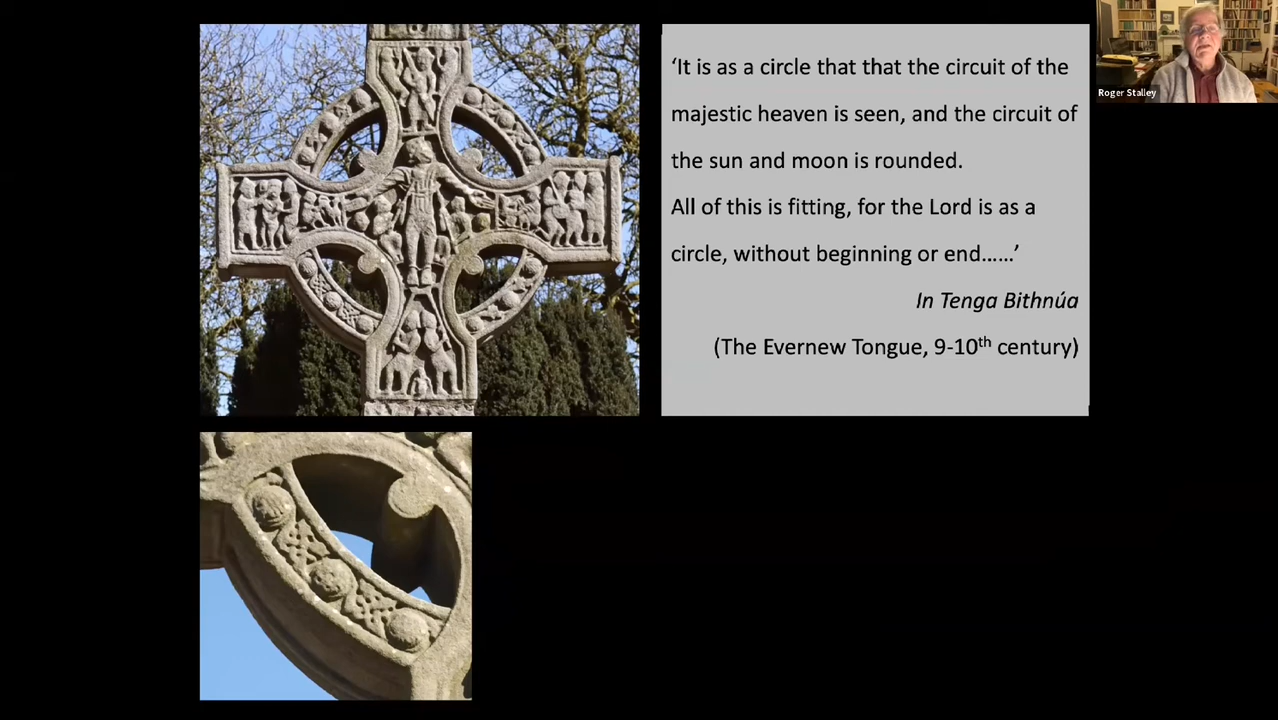 ‘It is as a circle that that the circuit of the
majestic heaven is seen, and the circuit of
the sun and moon is rounded.
All of this is fitting, for the Lord is as a
circle, without beginning or end……’
In Tenga Bithnúa
(The Evernew Tongue, 9-10th century)
Roger Stalley